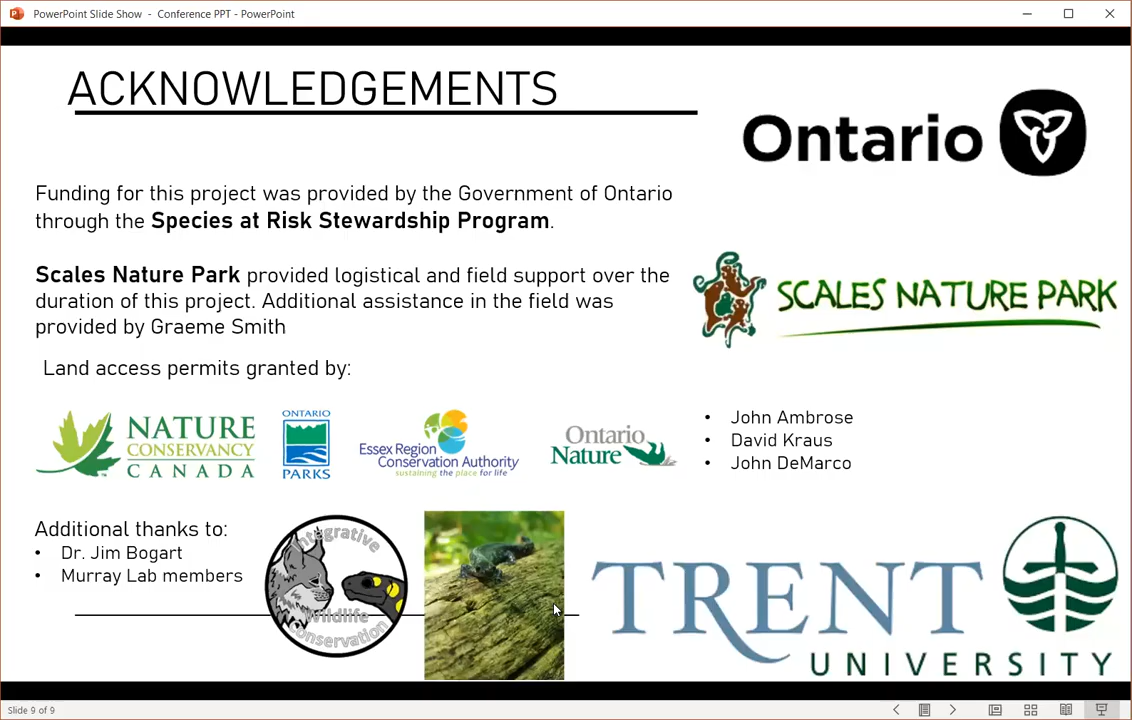 PowerPoint Slide Show - Conference PPT - PowerPoint
ACKNOWLEDGEMENTS
Ontario
Funding for this project was provided by the Government of Ontario
through the Species at Risk Stewardship Program.
Scales Nature Park provided logistical and field support over the
duration of this project. Additional assistance in the field was
provided by Graeme Smith
SCALES NATURE PARK
Land access permits granted by:
NATURE
CONSERVANCY
CANADA
ONTARIO
PARKS
Essex Region
Conservation Authority
sustaining the place for life
Ontario
Nature
• John Ambrose
• David Kraus
• John DeMarco
Additional thanks to:
• Dr. Jim Bogart
• Murray Lab members
Integrative
Wildlife
Conservation
TRENT
UNIVERSITY
Slide 9 of 9